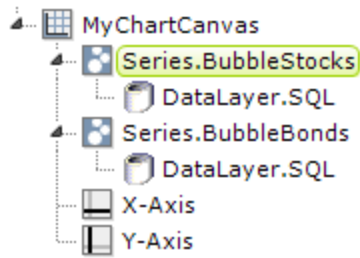 MyChartCanvas
Series.BubbleStocks
DataLayer.SQL
Series.BubbleBonds
DataLayer.SQL
X-Axis
Y-Axis